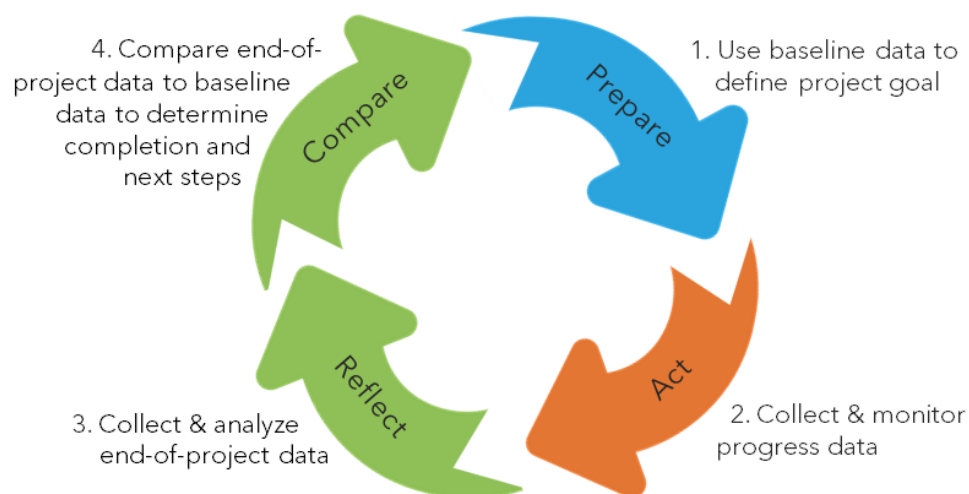 Prepare
1. Use baseline data to
define project goal
Act
2. Collect & monitor
progress data
Reflect
3. Collect & analyze
end-of-project data
Compare
4. Compare end-of-
project data to baseline
data to determine
completion and
next steps